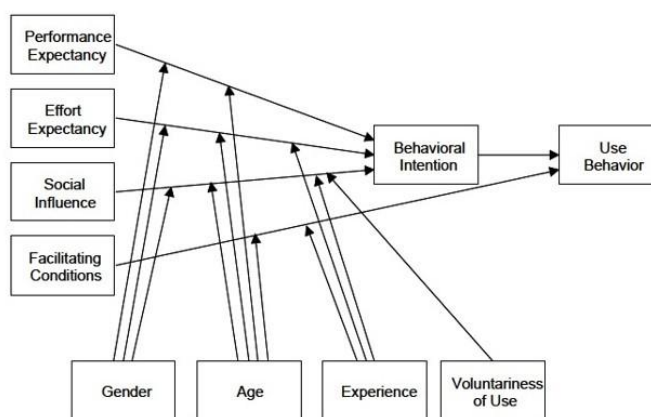 Performance
Expectancy
Effort
Expectancy
Social
Influence
Facilitating
Conditions
Behavioral
Intention
Use
Behavior
Gender
Age
Experience
Voluntariness
of Use